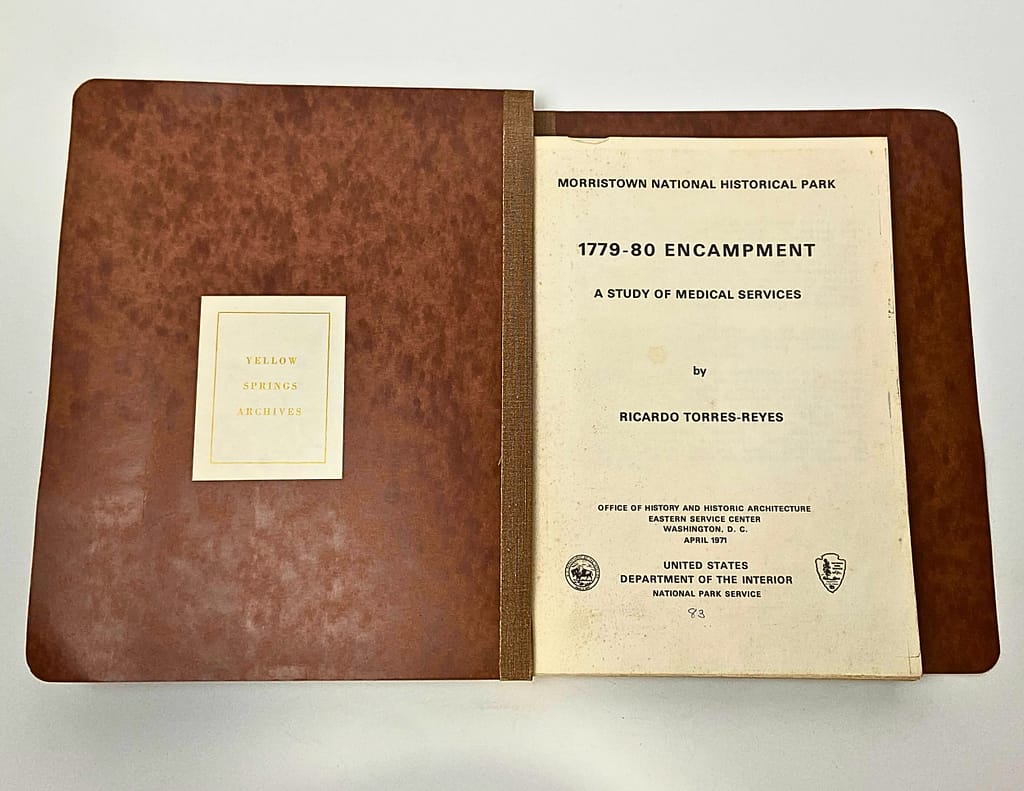 YELLOW
SPRINGS
ARCHIVES
MORRISTOWN NATIONAL HISTORICAL PARK
1779-80 ENCAMPMENT
A STUDY OF MEDICAL SERVICES
by
RICARDO TORRES-REYES
OFFICE OF HISTORY AND HISTORIC ARCHITECTURE
EASTERN SERVICE CENTER
WASHINGTON, D. C.
APRIL 1971
UNITED STATES
DEPARTMENT OF THE INTERIOR
NATIONAL PARK SERVICE
83